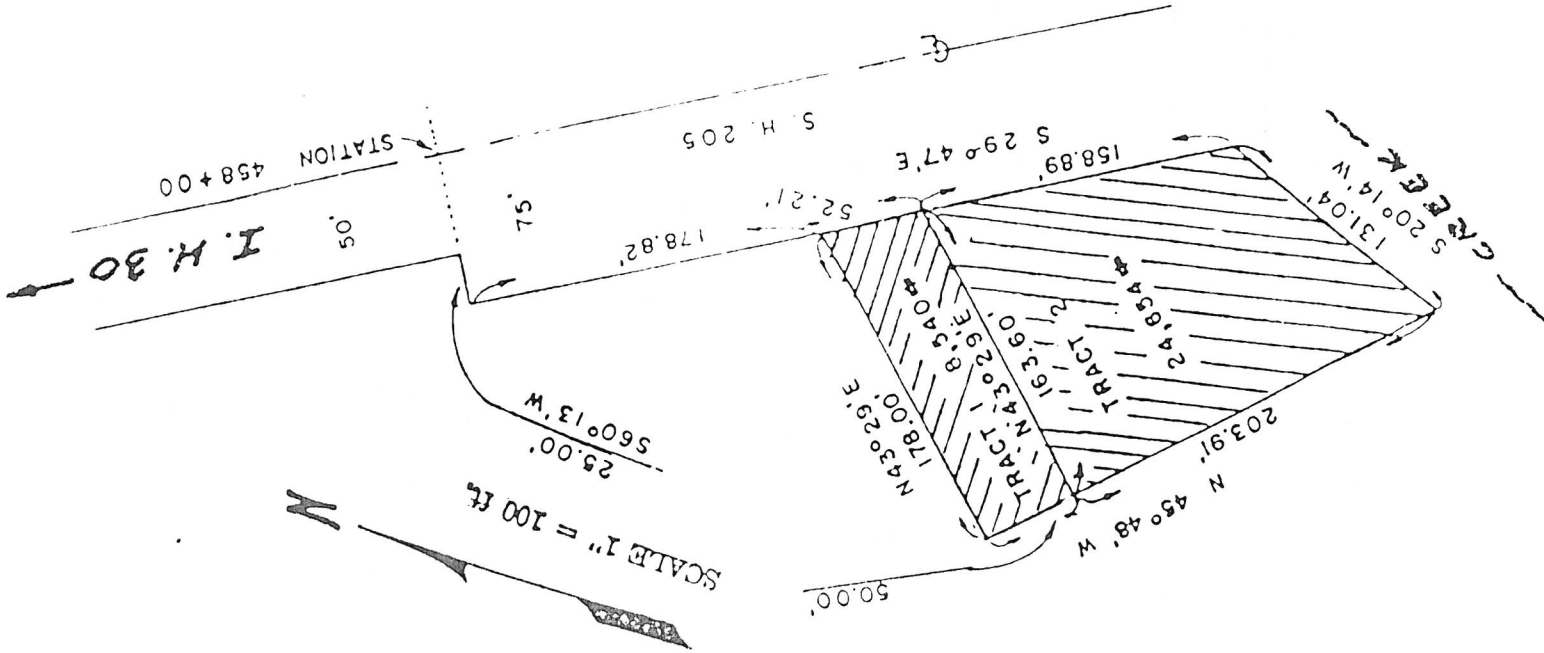 I. H. 30
STATION 458+00
50'
75'
S. H. 205
178.82'
52.21'
S 29° 47' E
158.89'
CREEK
S 20° 14' W
131.04'
25.00'
S60°13'W
N43°29'E
178.00'
TRACT 1
8,540
N.43°29'E
163.60'
TRACT 2
24,854
203.91'
N 45° 48' W
50.00'
N
SCALE 1" = 100 ft.